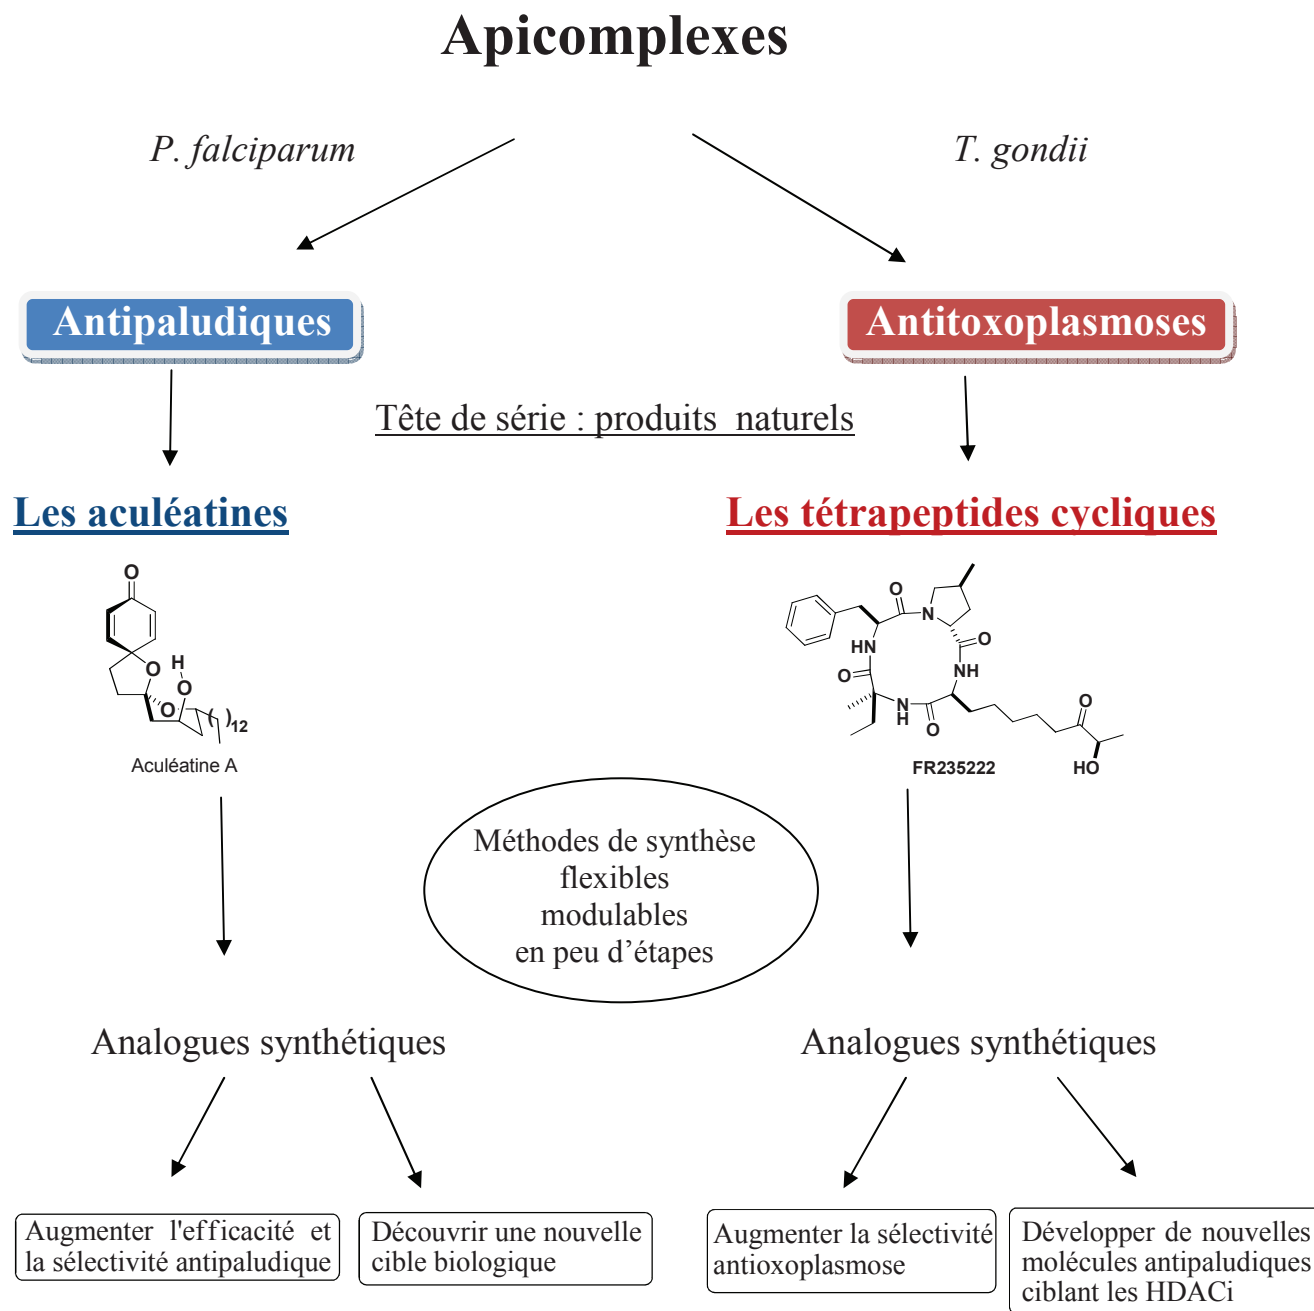 Apicomplexes
P. falciparum
T. gondii
Antipaludiques
Antitoxoplasmoses
Tête de série : produits naturels
Les aculéatines
Les tétrapeptides cycliques
O
O
H
O
O
( )12
Aculéatine A
O
N
O
HN
O
NH
N
H
O
O
HO
FR235222
Méthodes de synthèse
flexibles
modulables
en peu d'étapes
Analogues synthétiques
Analogues synthétiques
Augmenter l'efficacité et
la sélectivité antipaludique
Découvrir une nouvelle
cible biologique
Augmenter la sélectivité
antioxoplasmose
Développer de nouvelles
molécules antipaludiques
ciblant les HDACi